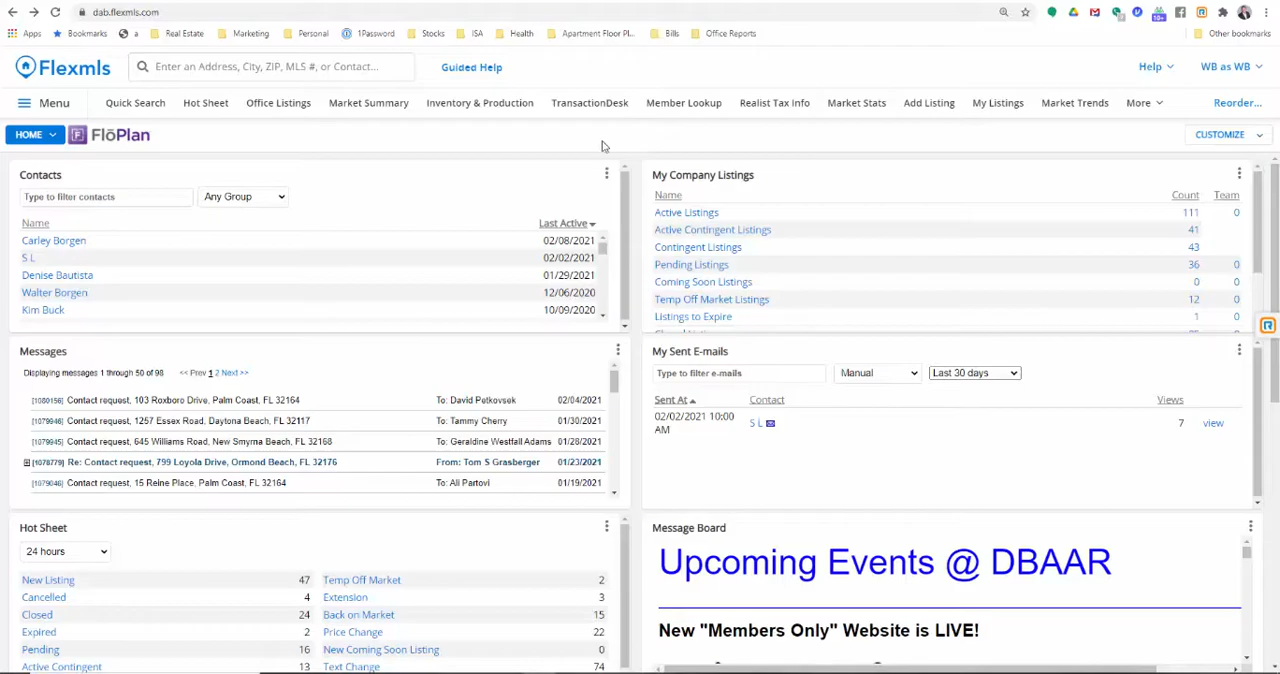 dab.flexmls.com
10+
Apps Bookmarks a Real Estate Marketing Personal 1Password Stocks ISA Health Apartment Floor Pl... Bills Office Reports Other bookmarks
Flexmls Enter an Address, City, ZIP, MLS #, or Contact... Guided Help Help WB as WB
Menu Quick Search Hot Sheet Office Listings Market Summary Inventory & Production TransactionDesk Member Lookup Realist Tax Info Market Stats Add Listing My Listings Market Trends More Reorder...
HOME FlōPlan CUSTOMIZE
Contacts
Type to filter contacts Any Group
Name Last Active
Carley Borgen 02/08/2021
S L 02/02/2021
Denise Bautista 01/29/2021
Walter Borgen 12/06/2020
Kim Buck 10/09/2020
My Company Listings
Name Count Team
Active Listings 111 0
Active Contingent Listings 41
Contingent Listings 43
Pending Listings 36 0
Coming Soon Listings 0 0
Temp Off Market Listings 12 0
Listings to Expire 1 0
Messages
Displaying messages 1 through 50 of 98 << Prev 1 2 Next >>
[1080156] Contact request, 103 Roxboro Drive, Palm Coast, FL 32164 To: David Petkovsek 02/04/2021
[1079946] Contact request, 1257 Essex Road, Daytona Beach, FL 32117 To: Tammy Cherry 01/30/2021
[1079945] Contact request, 645 Williams Road, New Smyrna Beach, FL 32168 To: Geraldine Westfall Adams 01/28/2021
[1078779] Re: Contact request, 799 Loyola Drive, Ormond Beach, FL 32176 From: Tom S Grasberger 01/23/2021
[1079046] Contact request, 15 Reine Place, Palm Coast, FL 32164 To: Ali Partovi 01/19/2021
My Sent E-mails
Type to filter e-mails Manual Last 30 days
Sent At Contact Views
02/02/2021 10:00 AM S L 7 view
Hot Sheet
24 hours
New Listing 47 Temp Off Market 2
Cancelled 4 Extension 3
Closed 24 Back on Market 15
Expired 2 Price Change 22
Pending 16 New Coming Soon Listing 0
Active Contingent 13 Text Change 74
Message Board
Upcoming Events @ DBAAR
New "Members Only" Website is LIVE!